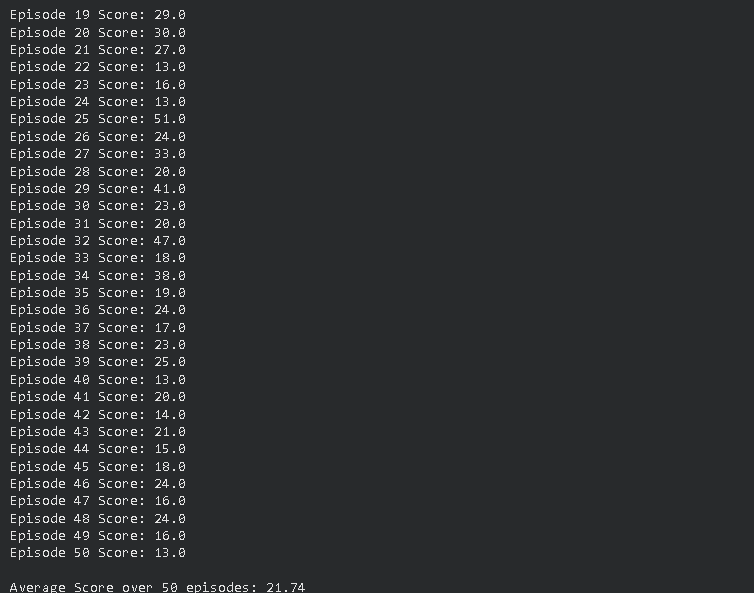 Episode 19 Score: 29.0
Episode 20 Score: 30.0
Episode 21 Score: 27.0
Episode 22 Score: 13.0
Episode 23 Score: 16.0
Episode 24 Score: 13.0
Episode 25 Score: 51.0
Episode 26 Score: 24.0
Episode 27 Score: 33.0
Episode 28 Score: 20.0
Episode 29 Score: 41.0
Episode 30 Score: 23.0
Episode 31 Score: 20.0
Episode 32 Score: 47.0
Episode 33 Score: 18.0
Episode 34 Score: 38.0
Episode 35 Score: 19.0
Episode 36 Score: 24.0
Episode 37 Score: 17.0
Episode 38 Score: 23.0
Episode 39 Score: 25.0
Episode 40 Score: 13.0
Episode 41 Score: 20.0
Episode 42 Score: 14.0
Episode 43 Score: 21.0
Episode 44 Score: 15.0
Episode 45 Score: 18.0
Episode 46 Score: 24.0
Episode 47 Score: 16.0
Episode 48 Score: 24.0
Episode 49 Score: 16.0
Episode 50 Score: 13.0
Average Score over 50 episodes: 21.74